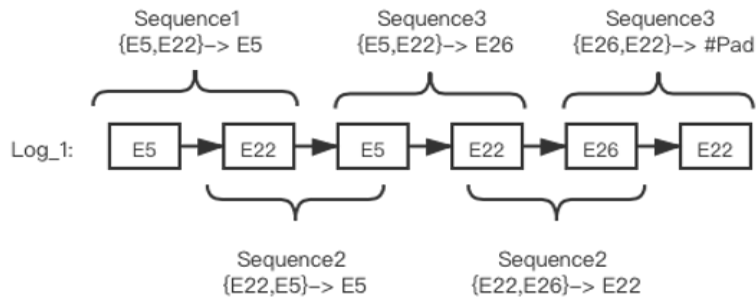 Sequence1
{E5,E22}-> E5
Sequence3
{E5,E22}-> E26
Sequence3
{E26,E22}-> #Pad
Log_1:
E5
E22
E5
E22
E26
E22
Sequence2
{E22,E5}-> E5
Sequence2
{E22,E26}-> E22